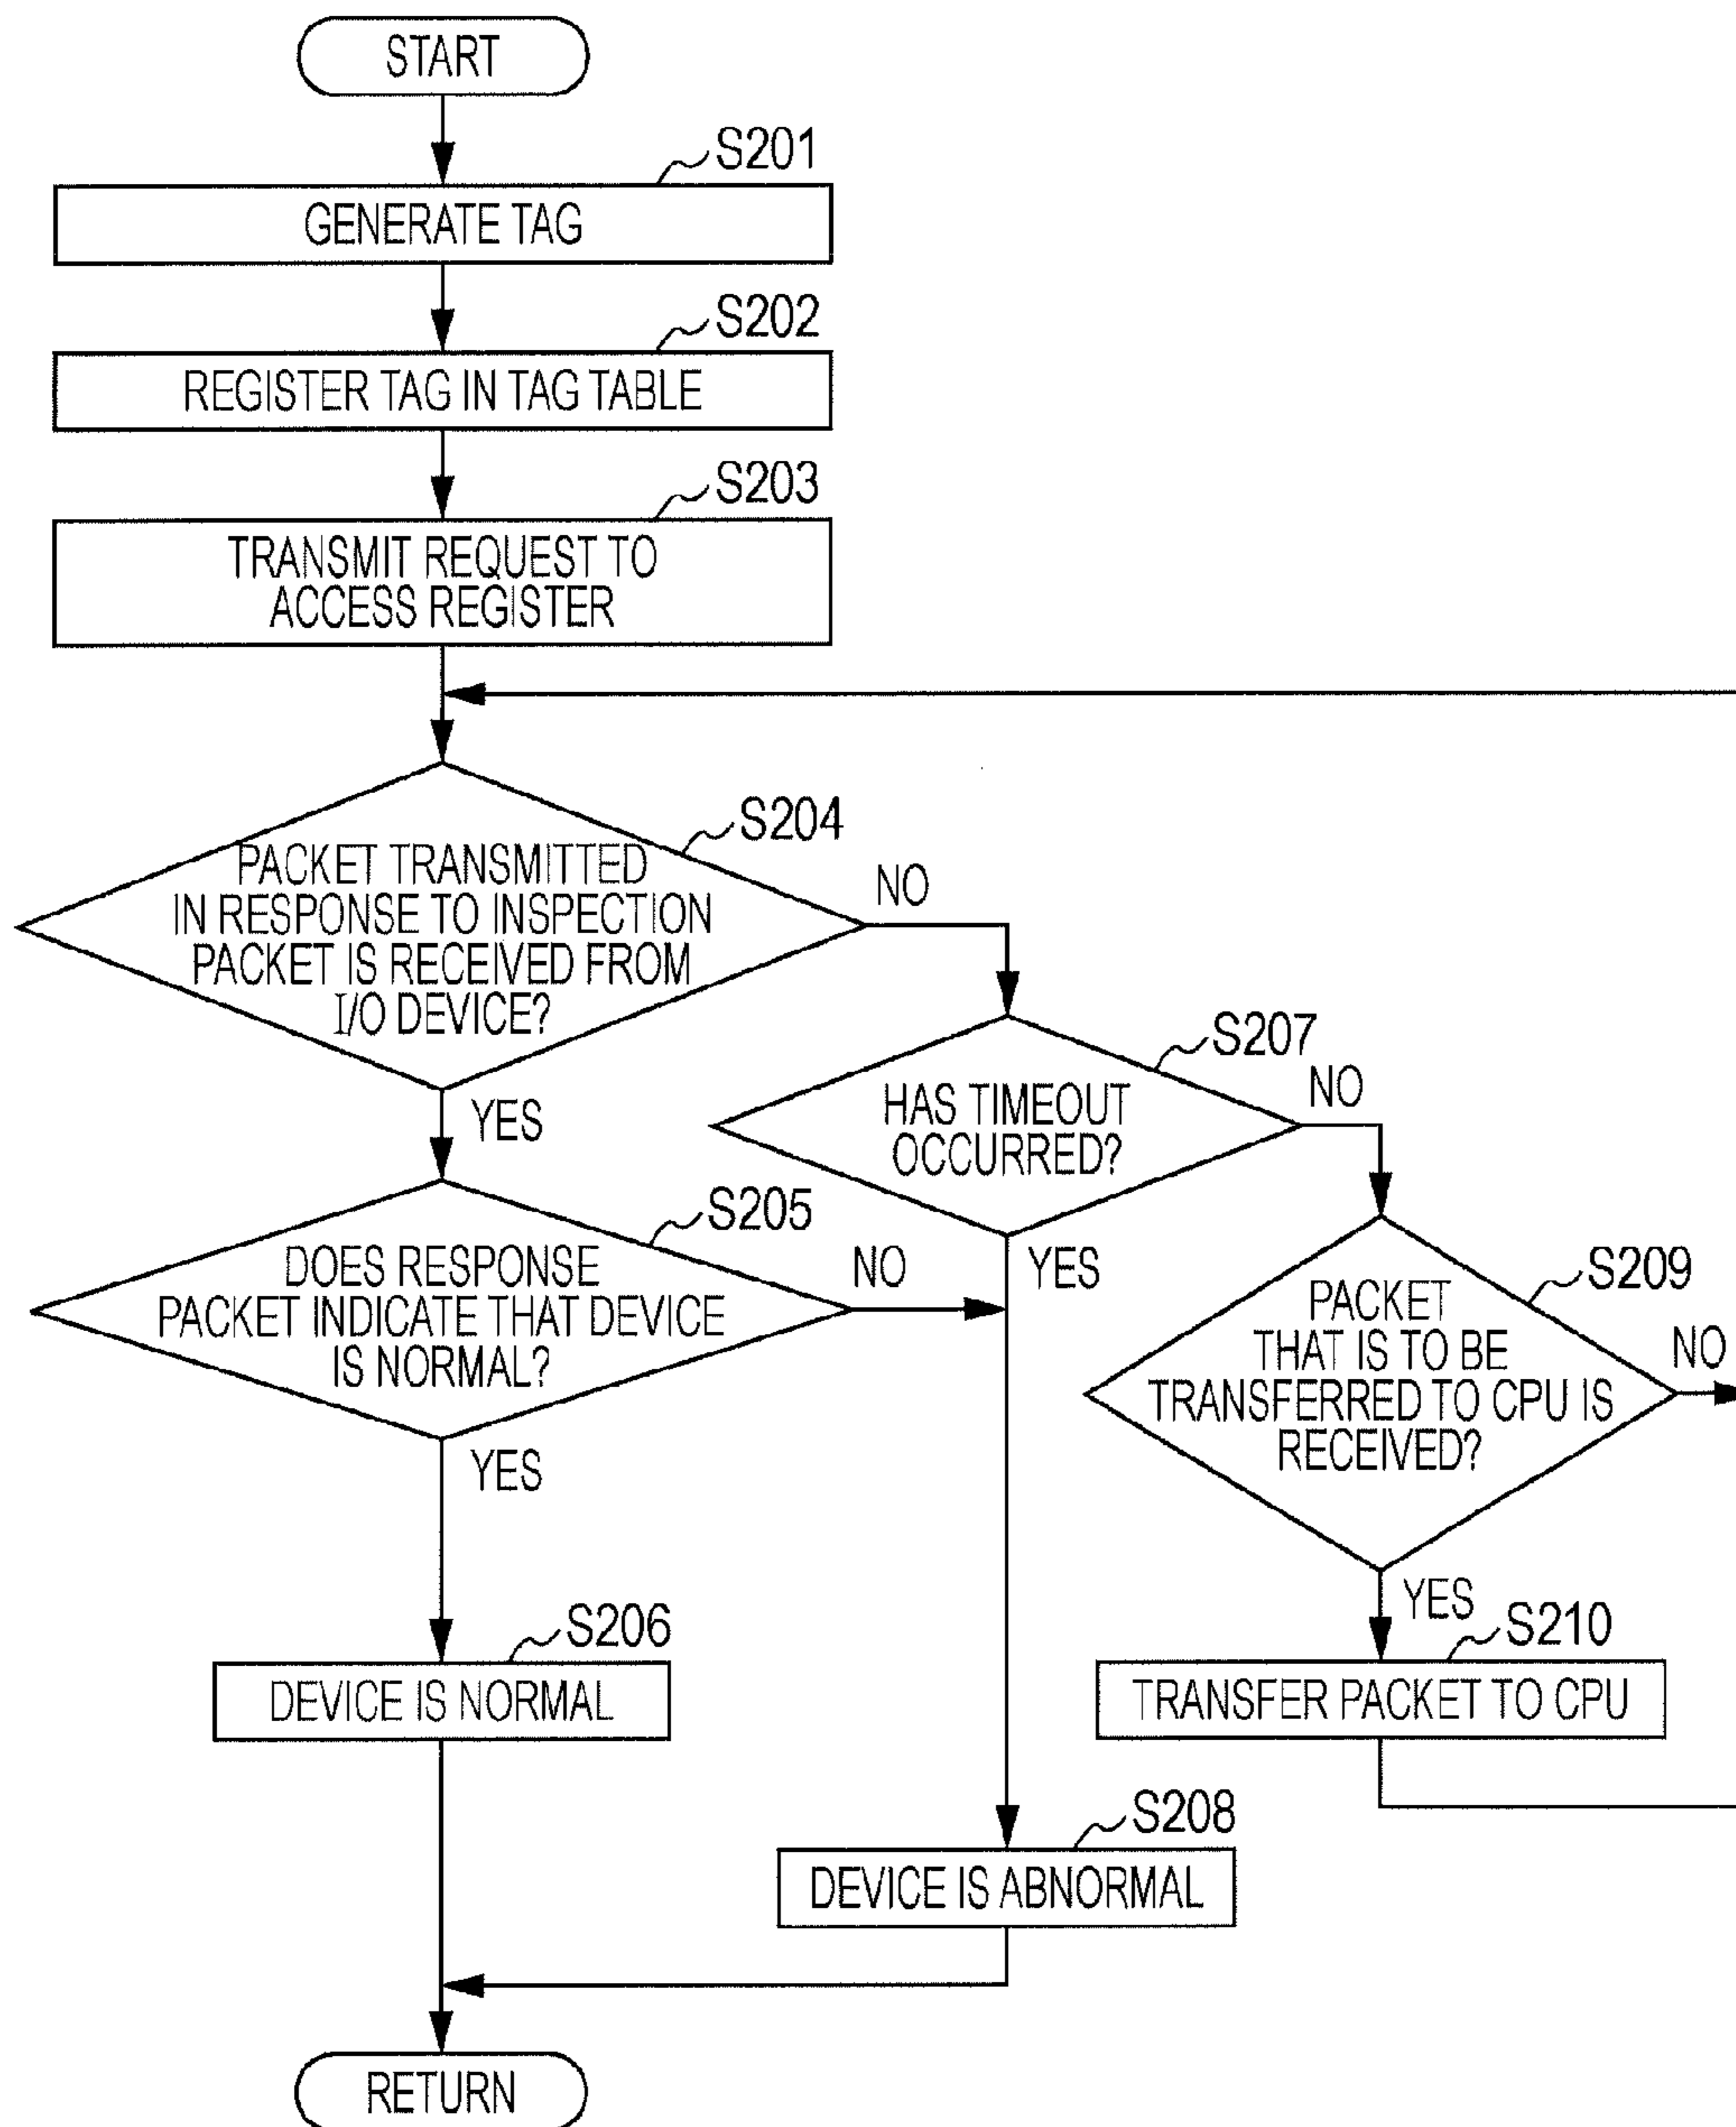 START
S201
GENERATE TAG
S202
REGISTER TAG IN TAG TABLE
S203
TRANSMIT REQUEST TO
ACCESS REGISTER
S204
PACKET TRANSMITTED
IN RESPONSE TO INSPECTION
PACKET IS RECEIVED FROM
I/O DEVICE?
NO
YES
S207
HAS TIMEOUT
OCCURRED?
NO
YES
S205
DOES RESPONSE
PACKET INDICATE THAT DEVICE
IS NORMAL?
NO
YES
S209
PACKET
THAT IS TO BE
TRANSFERRED TO CPU IS
RECEIVED?
NO
YES
S206
DEVICE IS NORMAL
S210
TRANSFER PACKET TO CPU
S208
DEVICE IS ABNORMAL
RETURN